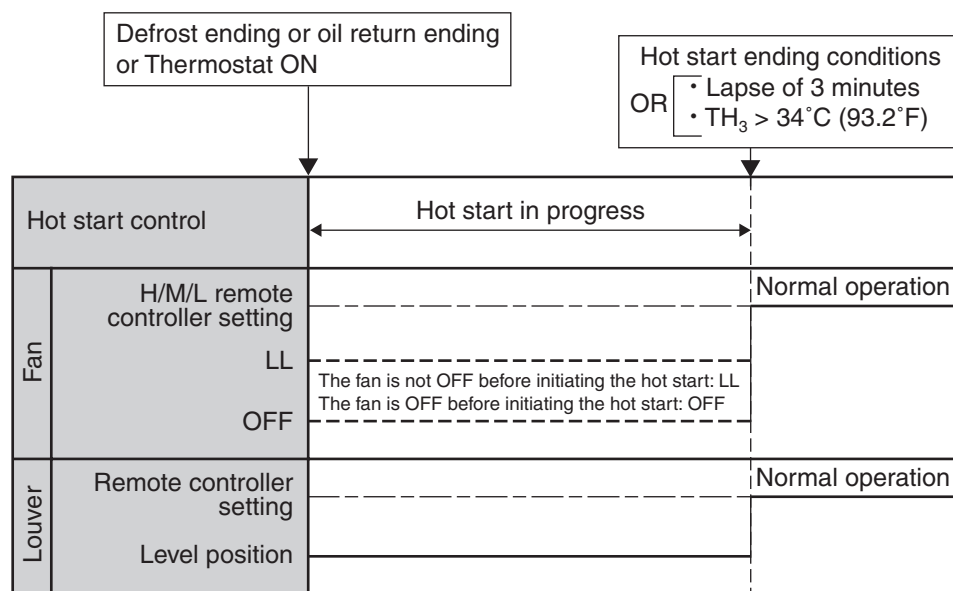 Defrost ending or oil return ending
or Thermostat ON
Hot start ending conditions
OR
・Lapse of 3 minutes
・TH₃ > 34˚C (93.2˚F)
Hot start control
Hot start in progress
Fan
H/M/L remote
controller setting
Normal operation
LL
The fan is not OFF before initiating the hot start: LL
The fan is OFF before initiating the hot start: OFF
OFF
Louver
Remote controller
setting
Normal operation
Level position